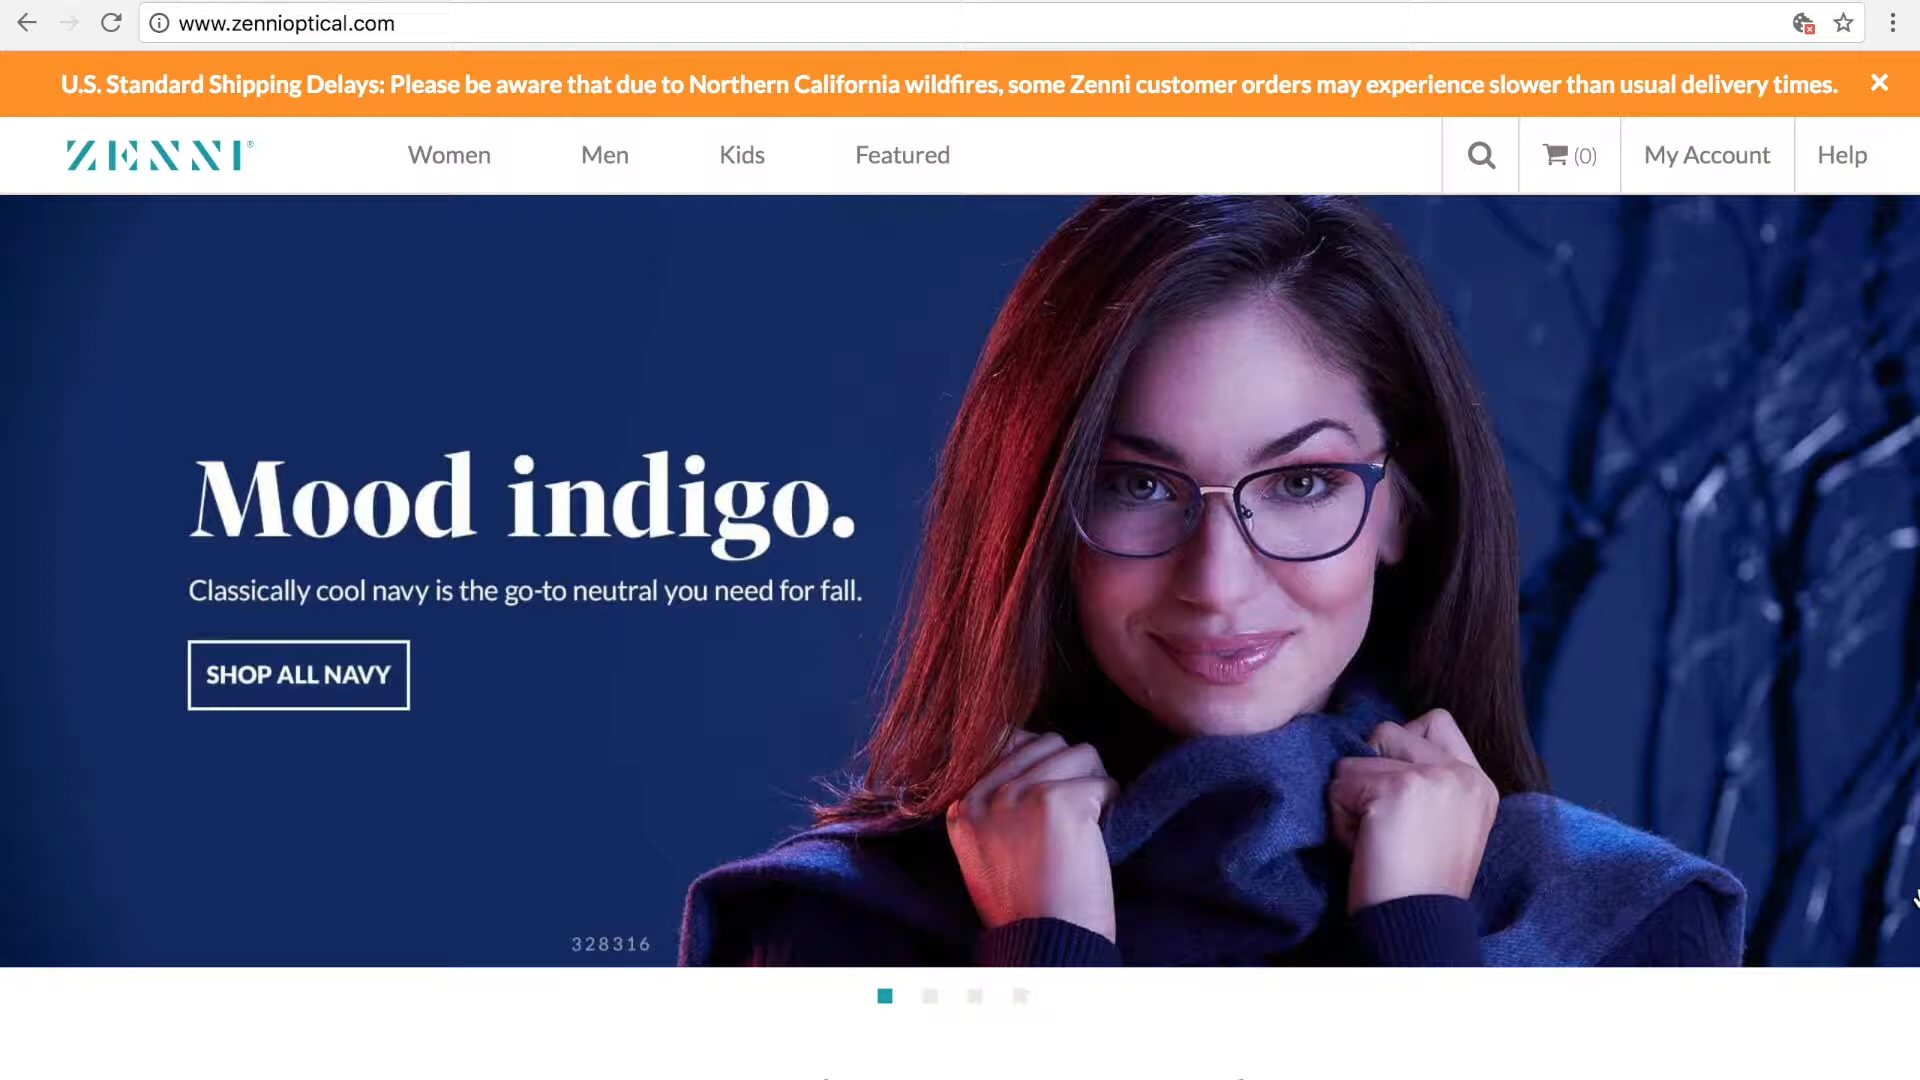 www.zennioptical.com
U.S. Standard Shipping Delays: Please be aware that due to Northern California wildfires, some Zenni customer orders may experience slower than usual delivery times.
ZENNI®
Women
Men
Kids
Featured
(0)
My Account
Help
Mood indigo.
Classically cool navy is the go-to neutral you need for fall.
SHOP ALL NAVY
328316